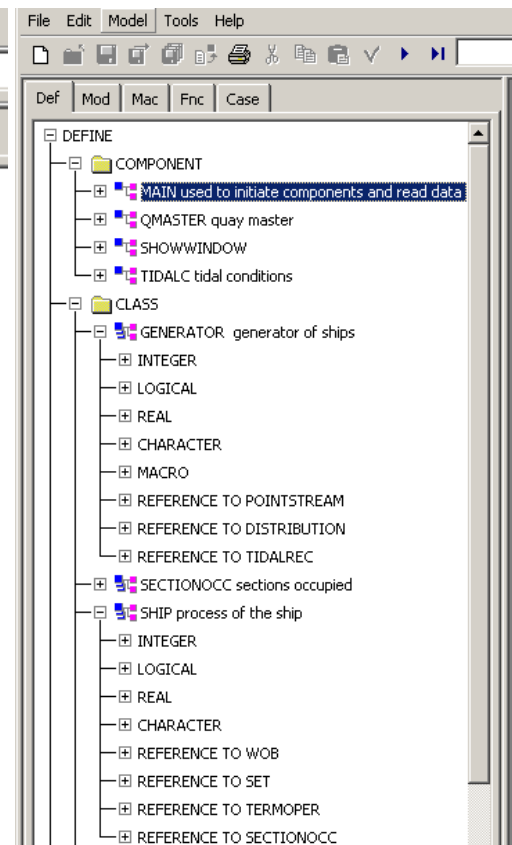 File Edit Model Tools Help
Def Mod Mac Fnc Case
DEFINE
COMPONENT
MAIN used to initiate components and read data
QMASTER quay master
SHOWWINDOW
TIDALC tidal conditions
CLASS
GENERATOR generator of ships
INTEGER
LOGICAL
REAL
CHARACTER
MACRO
REFERENCE TO POINTSTREAM
REFERENCE TO DISTRIBUTION
REFERENCE TO TIDALREC
SECTIONOCC sections occupied
SHIP process of the ship
INTEGER
LOGICAL
REAL
CHARACTER
REFERENCE TO WOB
REFERENCE TO SET
REFERENCE TO TERMOPER
REFERENCE TO SECTIONOCC